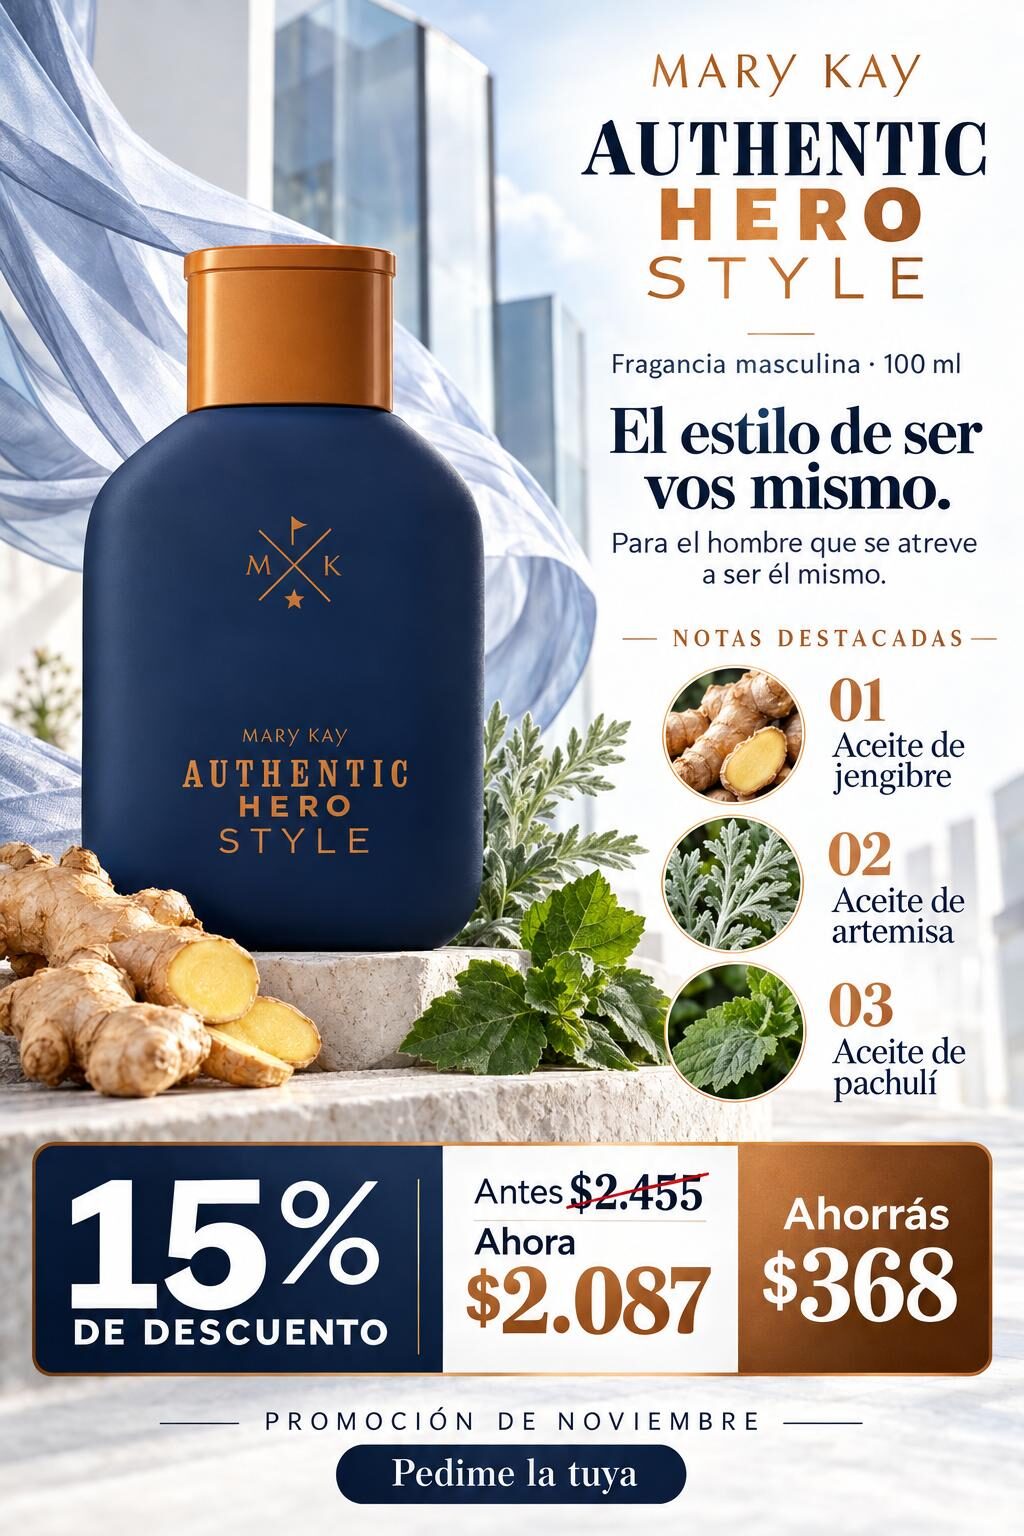 MARY KAY
AUTHENTIC
HERO
STYLE
Fragancia masculina · 100 ml
El estilo de ser
vos mismo.
Para el hombre que se atreve
a ser él mismo.
NOTAS DESTACADAS
01
Aceite de
jengibre
02
Aceite de
artemisa
03
Aceite de
pachulí
M K
MARY KAY
AUTHENTIC
HERO
STYLE
15%
DE DESCUENTO
Antes $2.455
Ahora
$2.087
Ahorrás
$368
PROMOCIÓN DE NOVIEMBRE
Pedime la tuya